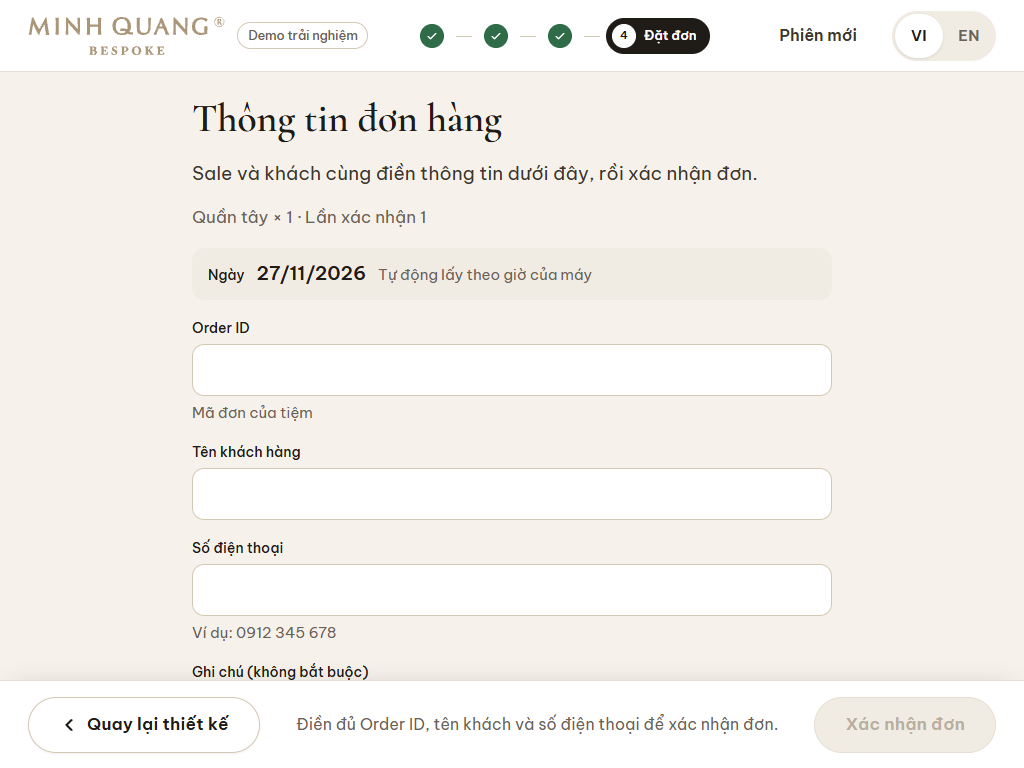 MINH QUANG®
BESPOKE
Demo trải nghiệm
4 Đặt đơn
Phiên mới
VI EN
Thông tin đơn hàng
Sale và khách cùng điền thông tin dưới đây, rồi xác nhận đơn.
Quần tây × 1 · Lần xác nhận 1
Ngày 27/11/2026 Tự động lấy theo giờ của máy
Order ID
Mã đơn của tiệm
Tên khách hàng
Số điện thoại
Ví dụ: 0912 345 678
Ghi chú (không bắt buộc)
Quay lại thiết kế
Điền đủ Order ID, tên khách và số điện thoại để xác nhận đơn.
Xác nhận đơn